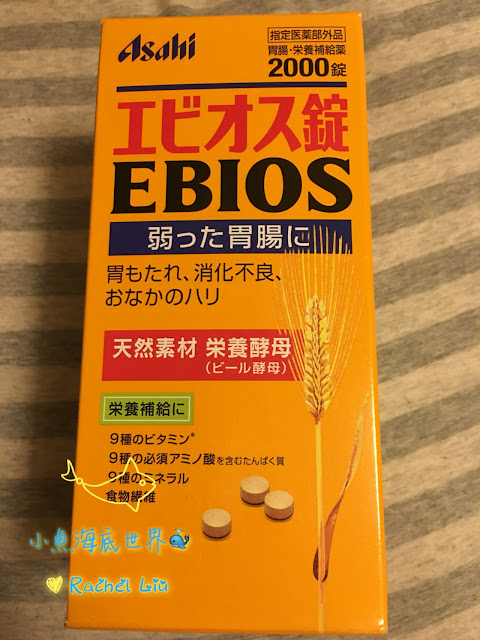 Asahi
指定医薬部外品
胃腸・栄養補給薬
2000錠
エビオス錠
EBIOS
弱った胃腸に
胃もたれ、消化不良、
おなかのハリ
天然素材 栄養酵母
(ビール酵母)
栄養補給に
9種のビタミン*
9種の必須アミノ酸を含むたんぱく質
9種のミネラル
食物繊維
小魚海底世界
Rachel Liu